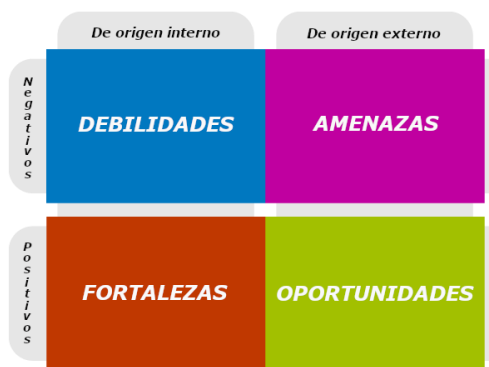 De origen interno
De origen externo
Negativos
DEBILIDADES
AMENAZAS
Positivos
FORTALEZAS
OPORTUNIDADES